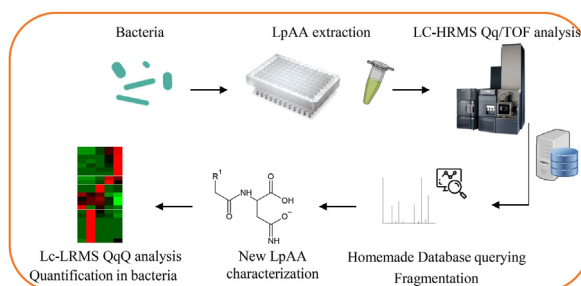 Bacteria
LpAA extraction
LC-HRMS Qq/TOF analysis
R1
O
HN
OH
O
O−
NH
Lc-LRMS QqQ analysis
Quantification in bacteria
New LpAA
characterization
Homemade Database querying
Fragmentation